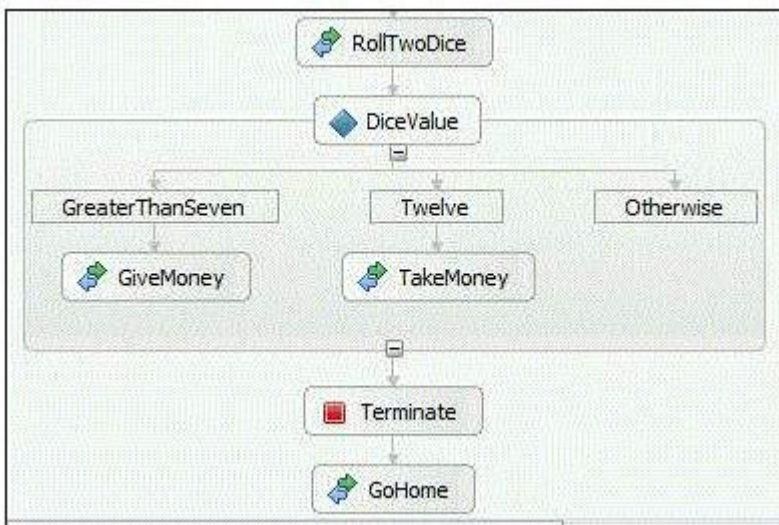 RollTwoDice
DiceValue
GreaterThanSeven
Twelve
Otherwise
GiveMoney
TakeMoney
Terminate
GoHome